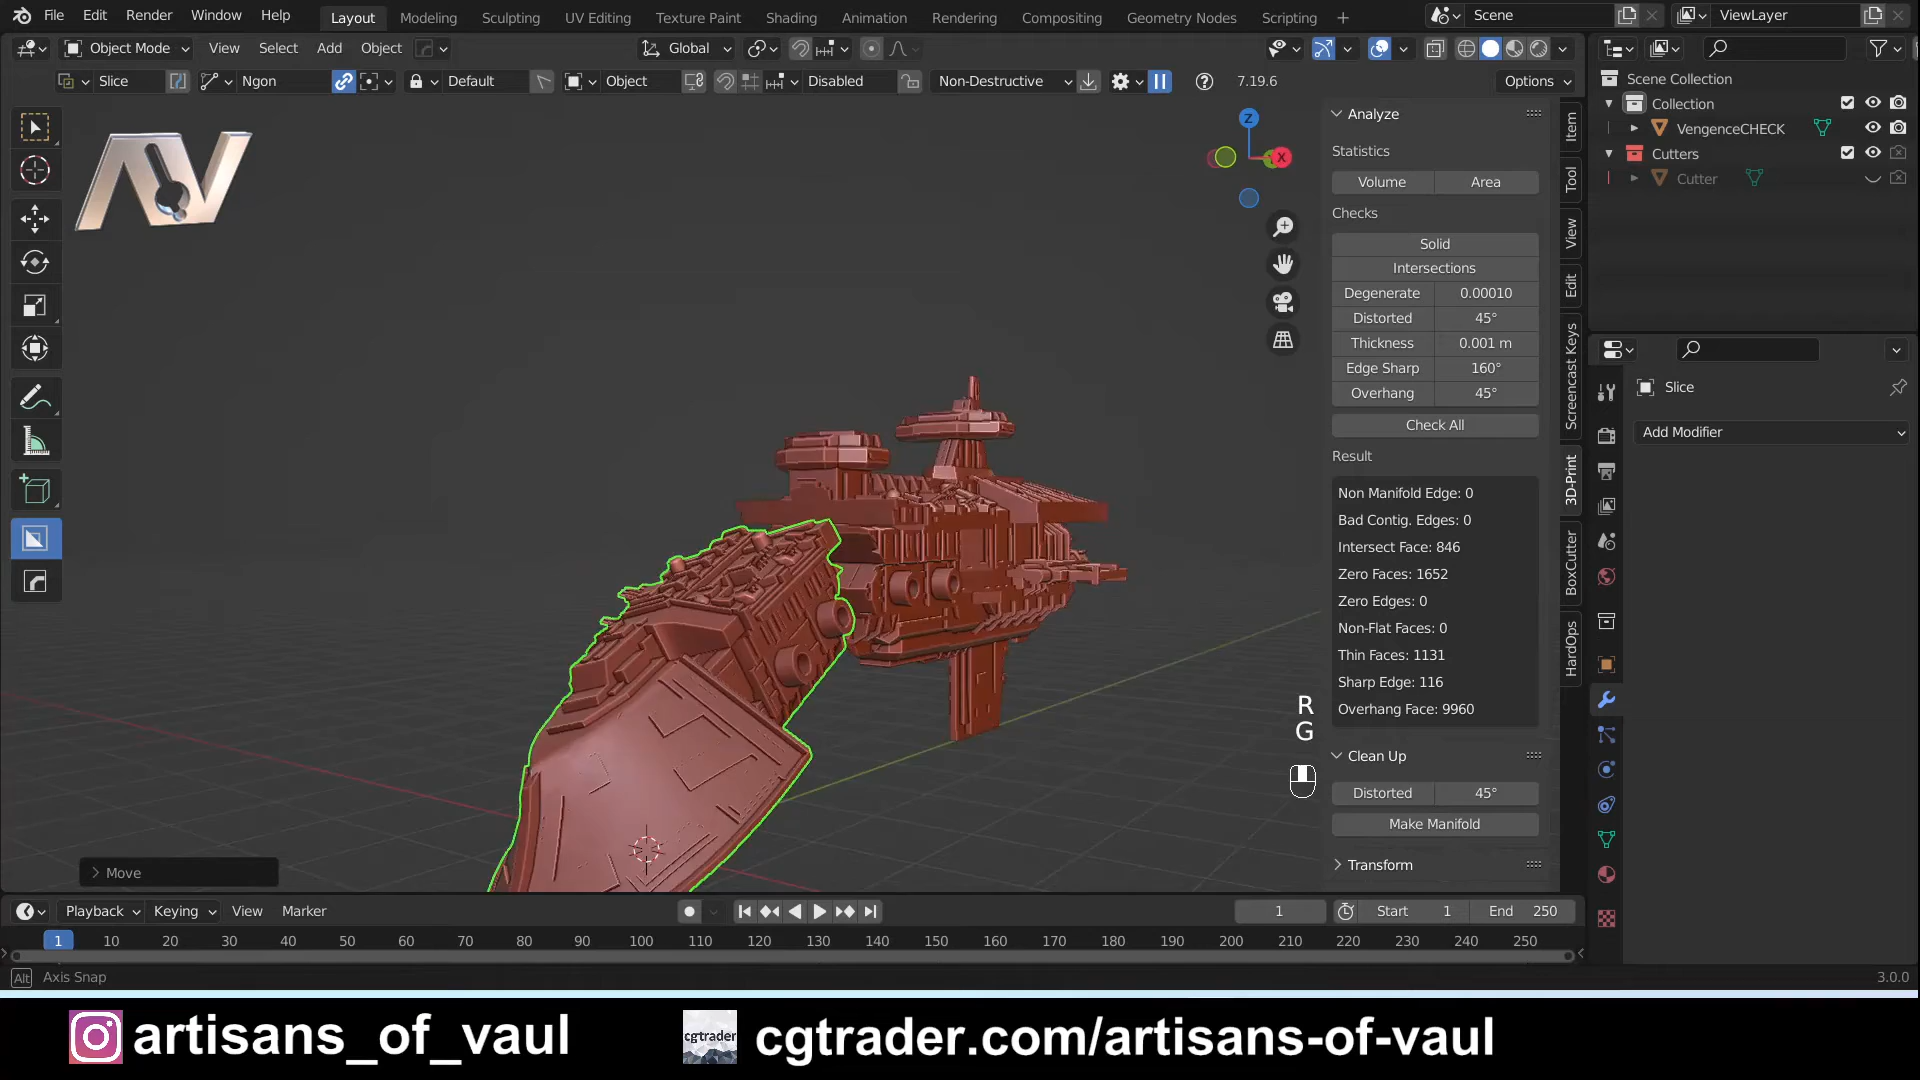 File Edit Render Window Help Layout Modeling Sculpting UV Editing Texture Paint Shading Animation Rendering Compositing Geometry Nodes Scripting + Scene ViewLayer
Object Mode View Select Add Object Global
Slice Ngon Default Object Disabled Non-Destructive 7.19.6 Options
Scene Collection
Collection
VengenceCHECK
Cutters
Cutter
AV
Z
X
Analyze
Statistics
Volume Area
Checks
Solid
Intersections
Degenerate 0.00010
Distorted 45°
Thickness 0.001 m
Edge Sharp 160°
Overhang 45°
Check All
Result
Non Manifold Edge: 0
Bad Contig. Edges: 0
Intersect Face: 846
Zero Faces: 1652
Zero Edges: 0
Non-Flat Faces: 0
Thin Faces: 1131
Sharp Edge: 116
Overhang Face: 9960
Clean Up
Distorted 45°
Make Manifold
Transform
Item
Tool
View
Edit
Screencast Keys
3D-Print
BoxCutter
HardOps
Slice
Add Modifier
R
G
Move
Playback Keying View Marker 1 Start 1 End 250
1 10 20 30 40 50 60 70 80 90 100 110 120 130 140 150 160 170 180 190 200 210 220 230 240 250
Alt Axis Snap 3.0.0
artisans_of_vaul cgtrader cgtrader.com/artisans-of-vaul